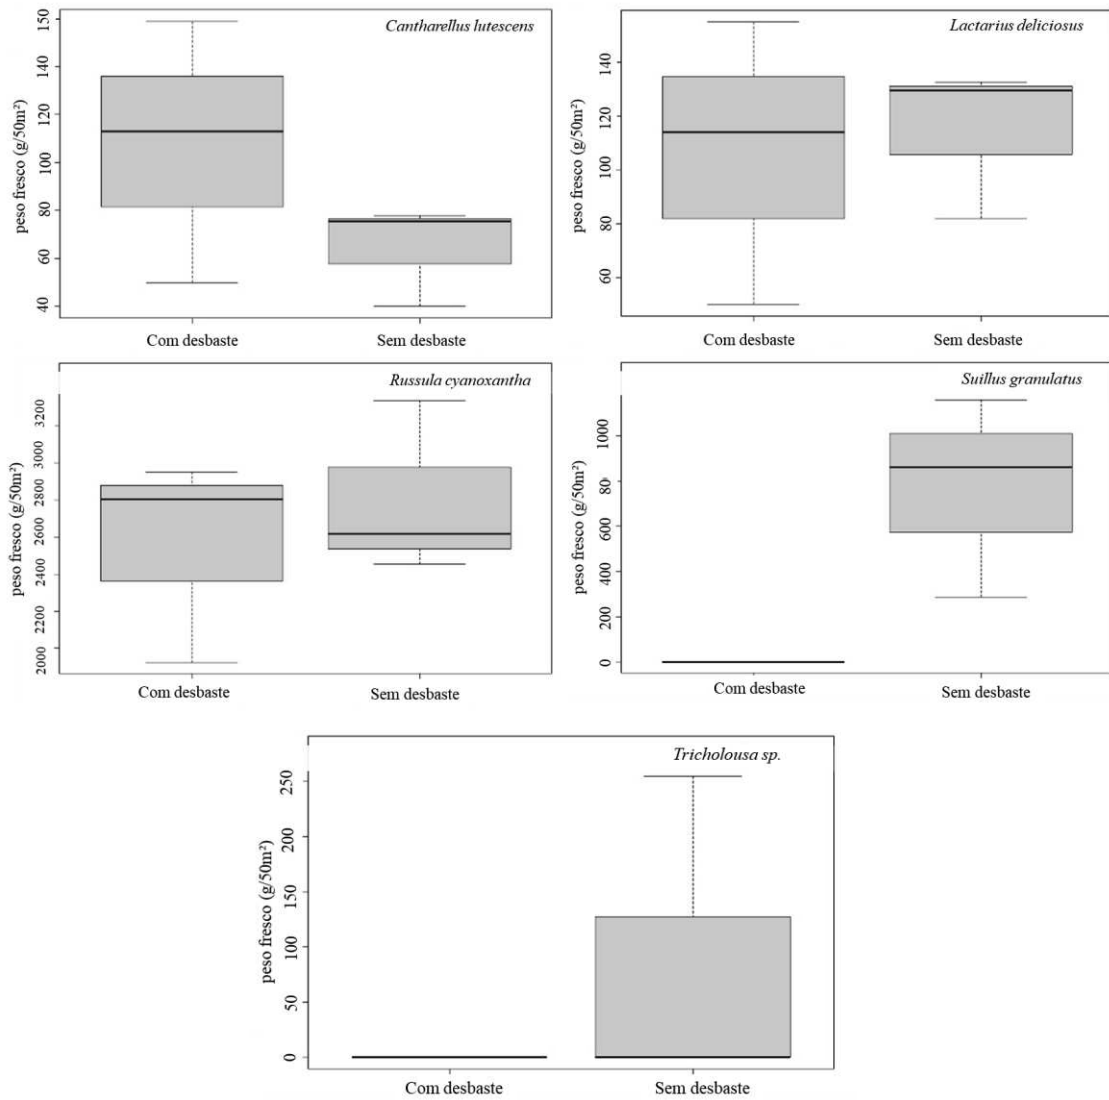 Cantharellus lutescens
peso fresco (g/50m²)
150
140
120
100
80
60
40
Com desbaste
Sem desbaste
Lactarius deliciosus
peso fresco (g/50m²)
140
120
100
80
60
Com desbaste
Sem desbaste
Russula cyanoxantha
peso fresco (g/50m²)
3200
3000
2800
2600
2400
2200
2000
Com desbaste
Sem desbaste
Suillus granulatus
peso fresco (g/50m²)
1000
80
600
400
200
0
Com desbaste
Sem desbaste
Tricholousa sp.
peso fresco (g/50m²)
250
200
150
100
50
0
Com desbaste
Sem desbaste